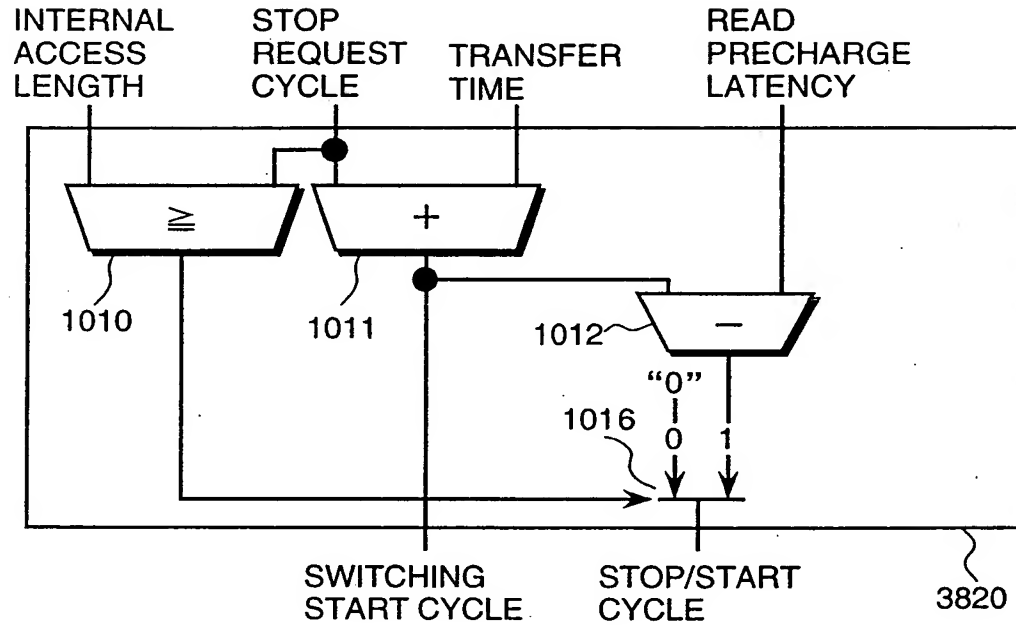 INTERNAL
ACCESS
LENGTH
STOP
REQUEST
CYCLE
TRANSFER
TIME
READ
PRECHARGE
LATENCY
≧
+
1010
1011
1012
−
“0”
0
1
1016
SWITCHING
START CYCLE
STOP/START
CYCLE
3820